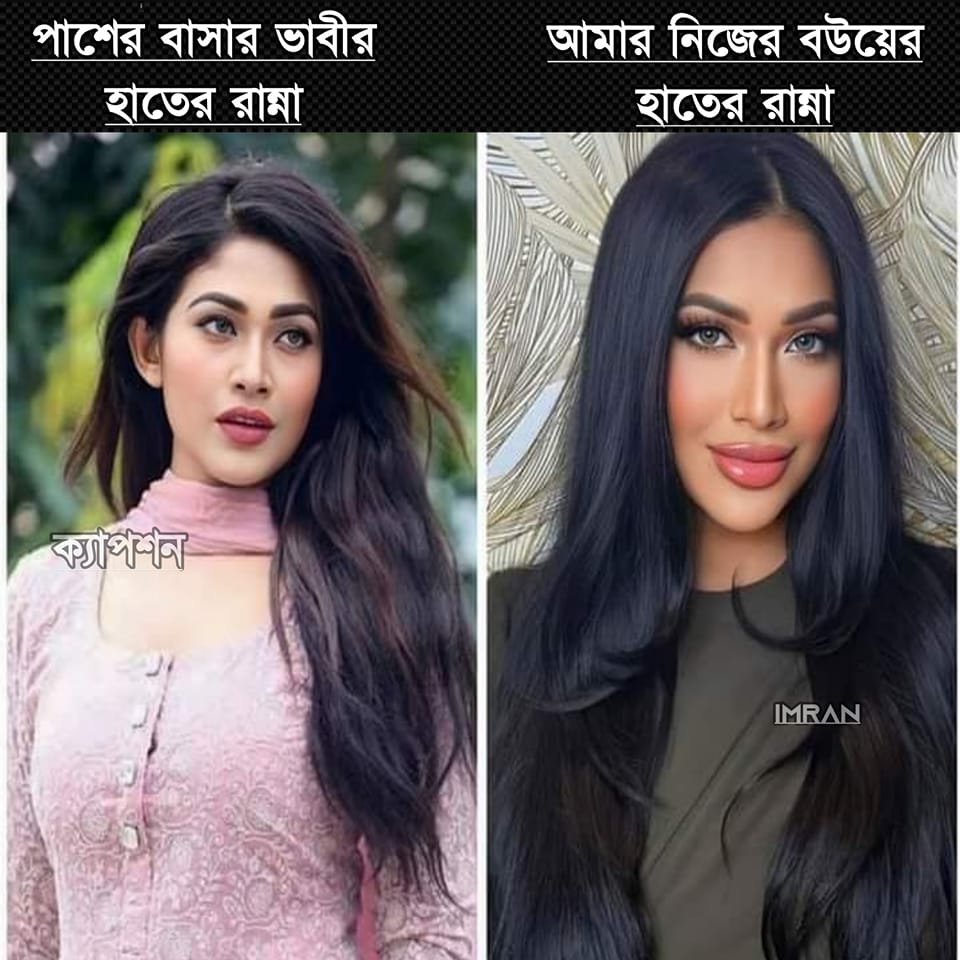 পাশের বাসার ভাবীর
হাতের রান্না
আমার নিজের বউয়ের
হাতের রান্না
ক্যাপশন
IMRAN